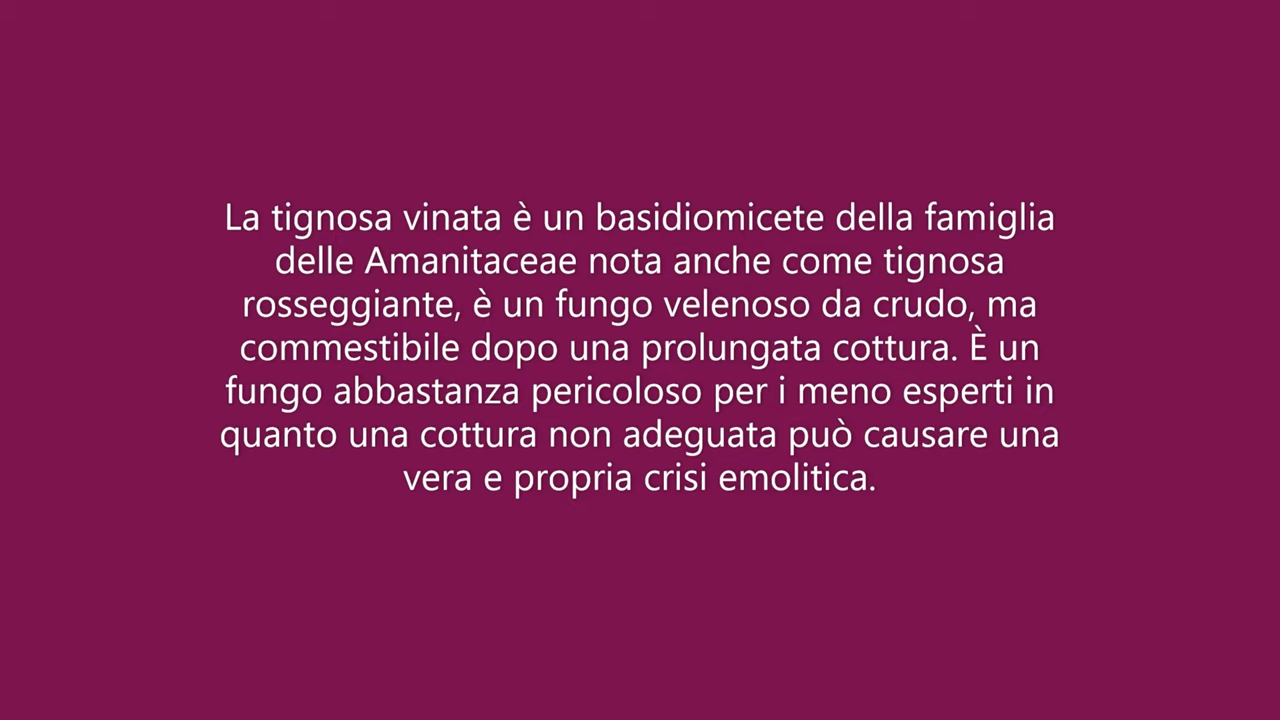 La tignosa vinata è un basidiomicete della famiglia
delle Amanitaceae nota anche come tignosa
rosseggiante, è un fungo velenoso da crudo, ma
commestibile dopo una prolungata cottura. È un
fungo abbastanza pericoloso per i meno esperti in
quanto una cottura non adeguata può causare una
vera e propria crisi emolitica.